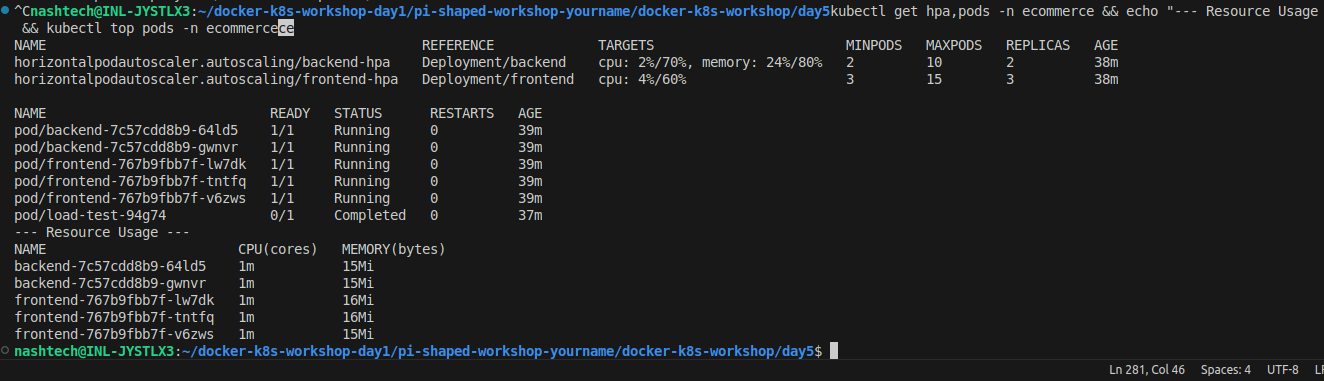 ^Cnashtech@INL-JYSTLX3:~/docker-k8s-workshop-day1/pi-shaped-workshop-yourname/docker-k8s-workshop/day5kubectl get hpa,pods -n ecommerce && echo "--- Resource Usage
 && kubectl top pods -n ecommercece
NAME REFERENCE TARGETS MINPODS MAXPODS REPLICAS AGE
horizontalpodautoscaler.autoscaling/backend-hpa Deployment/backend cpu: 2%/70%, memory: 24%/80% 2 10 2 38m
horizontalpodautoscaler.autoscaling/frontend-hpa Deployment/frontend cpu: 4%/60% 3 15 3 38m
NAME READY STATUS RESTARTS AGE
pod/backend-7c57cdd8b9-64ld5 1/1 Running 0 39m
pod/backend-7c57cdd8b9-gwnvr 1/1 Running 0 39m
pod/frontend-767b9fbb7f-lw7dk 1/1 Running 0 39m
pod/frontend-767b9fbb7f-tntfq 1/1 Running 0 39m
pod/frontend-767b9fbb7f-v6zws 1/1 Running 0 39m
pod/load-test-94g74 0/1 Completed 0 37m
--- Resource Usage ---
NAME CPU(cores) MEMORY(bytes)
backend-7c57cdd8b9-64ld5 1m 15Mi
backend-7c57cdd8b9-gwnvr 1m 15Mi
frontend-767b9fbb7f-lw7dk 1m 16Mi
frontend-767b9fbb7f-tntfq 1m 16Mi
frontend-767b9fbb7f-v6zws 1m 15Mi
nashtech@INL-JYSTLX3:~/docker-k8s-workshop-day1/pi-shaped-workshop-yourname/docker-k8s-workshop/day5$
Ln 281, Col 46 Spaces: 4 UTF-8